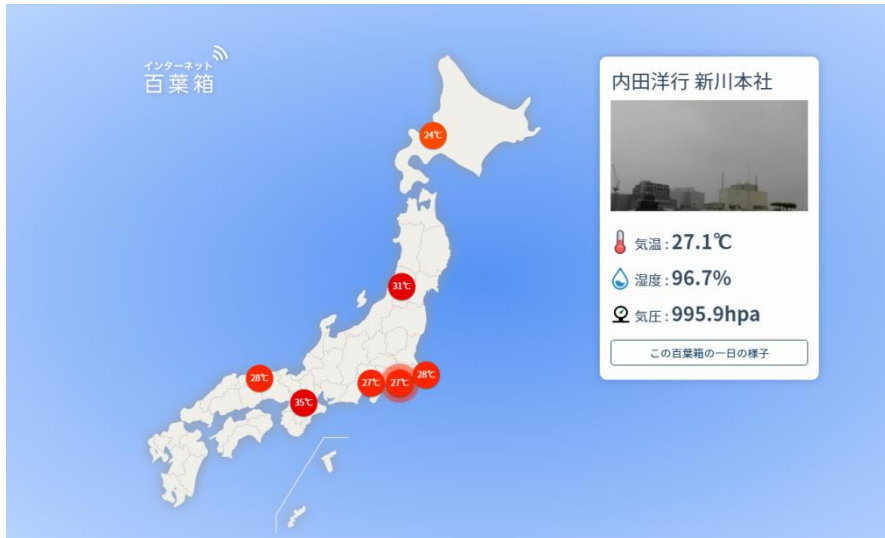 インターネット
百葉箱
内田洋行 新川本社
気温 : 27.1℃
湿度 : 96.7%
気圧 : 995.9hpa
この百葉箱の一日の様子
24℃
31℃
28℃
27℃
27℃
28℃
35℃